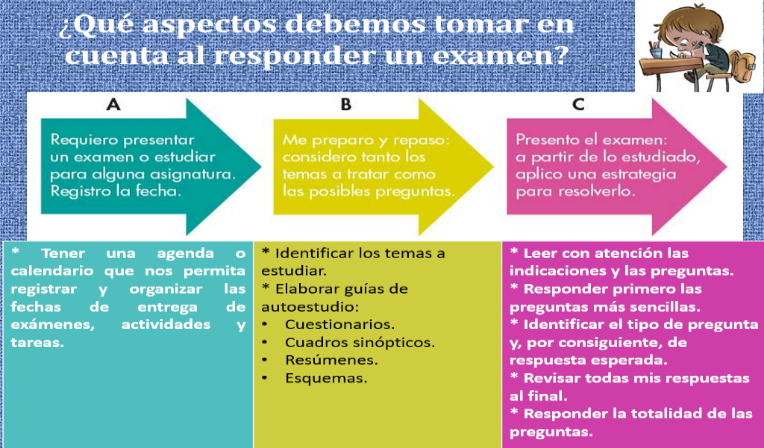 ¿Qué aspectos debemos tomar en
cuenta al responder un examen?
A
Requiero presentar
un examen o estudiar
para alguna asignatura.
Registro la fecha.
B
Me preparo y repaso:
considero tanto los
temas a tratar como
las posibles preguntas.
C
Presento el examen:
a partir de lo estudiado,
aplico una estrategia
para resolverlo.
* Tener una agenda o
calendario que nos permita
registrar y organizar las
fechas de entrega de
exámenes, actividades y
tareas.
* Identificar los temas a
estudiar.
* Elaborar guías de
autoestudio:
• Cuestionarios.
• Cuadros sinópticos.
• Resúmenes.
• Esquemas.
* Leer con atención las
indicaciones y las preguntas.
* Responder primero las
preguntas más sencillas.
* Identificar el tipo de pregunta
y, por consiguiente, de
respuesta esperada.
* Revisar todas mis respuestas
al final.
* Responder la totalidad de las
preguntas.